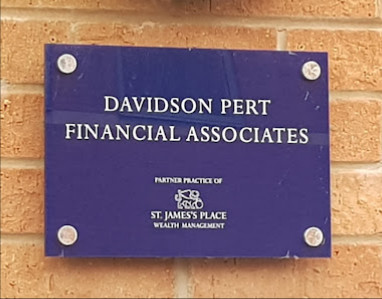 DAVIDSON PERT
FINANCIAL ASSOCIATES
PARTNER PRACTICE OF
ST. JAMES'S PLACE
WEALTH MANAGEMENT